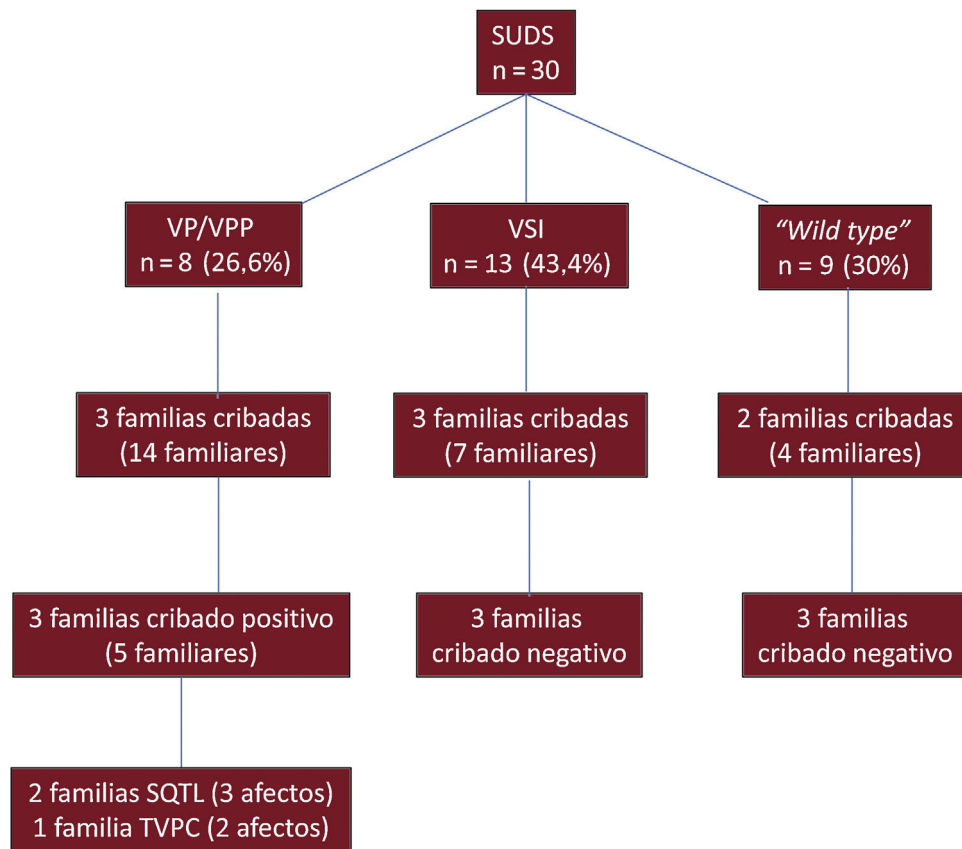 SUDS
n = 30
VP/VPP
n = 8 (26,6%)
VSI
n = 13 (43,4%)
“Wild type”
n = 9 (30%)
3 familias cribadas
(14 familiares)
3 familias cribadas
(7 familiares)
2 familias cribadas
(4 familiares)
3 familias cribado positivo
(5 familiares)
3 familias
cribado negativo
3 familias
cribado negativo
2 familias SQTL (3 afectos)
1 familia TVPC (2 afectos)